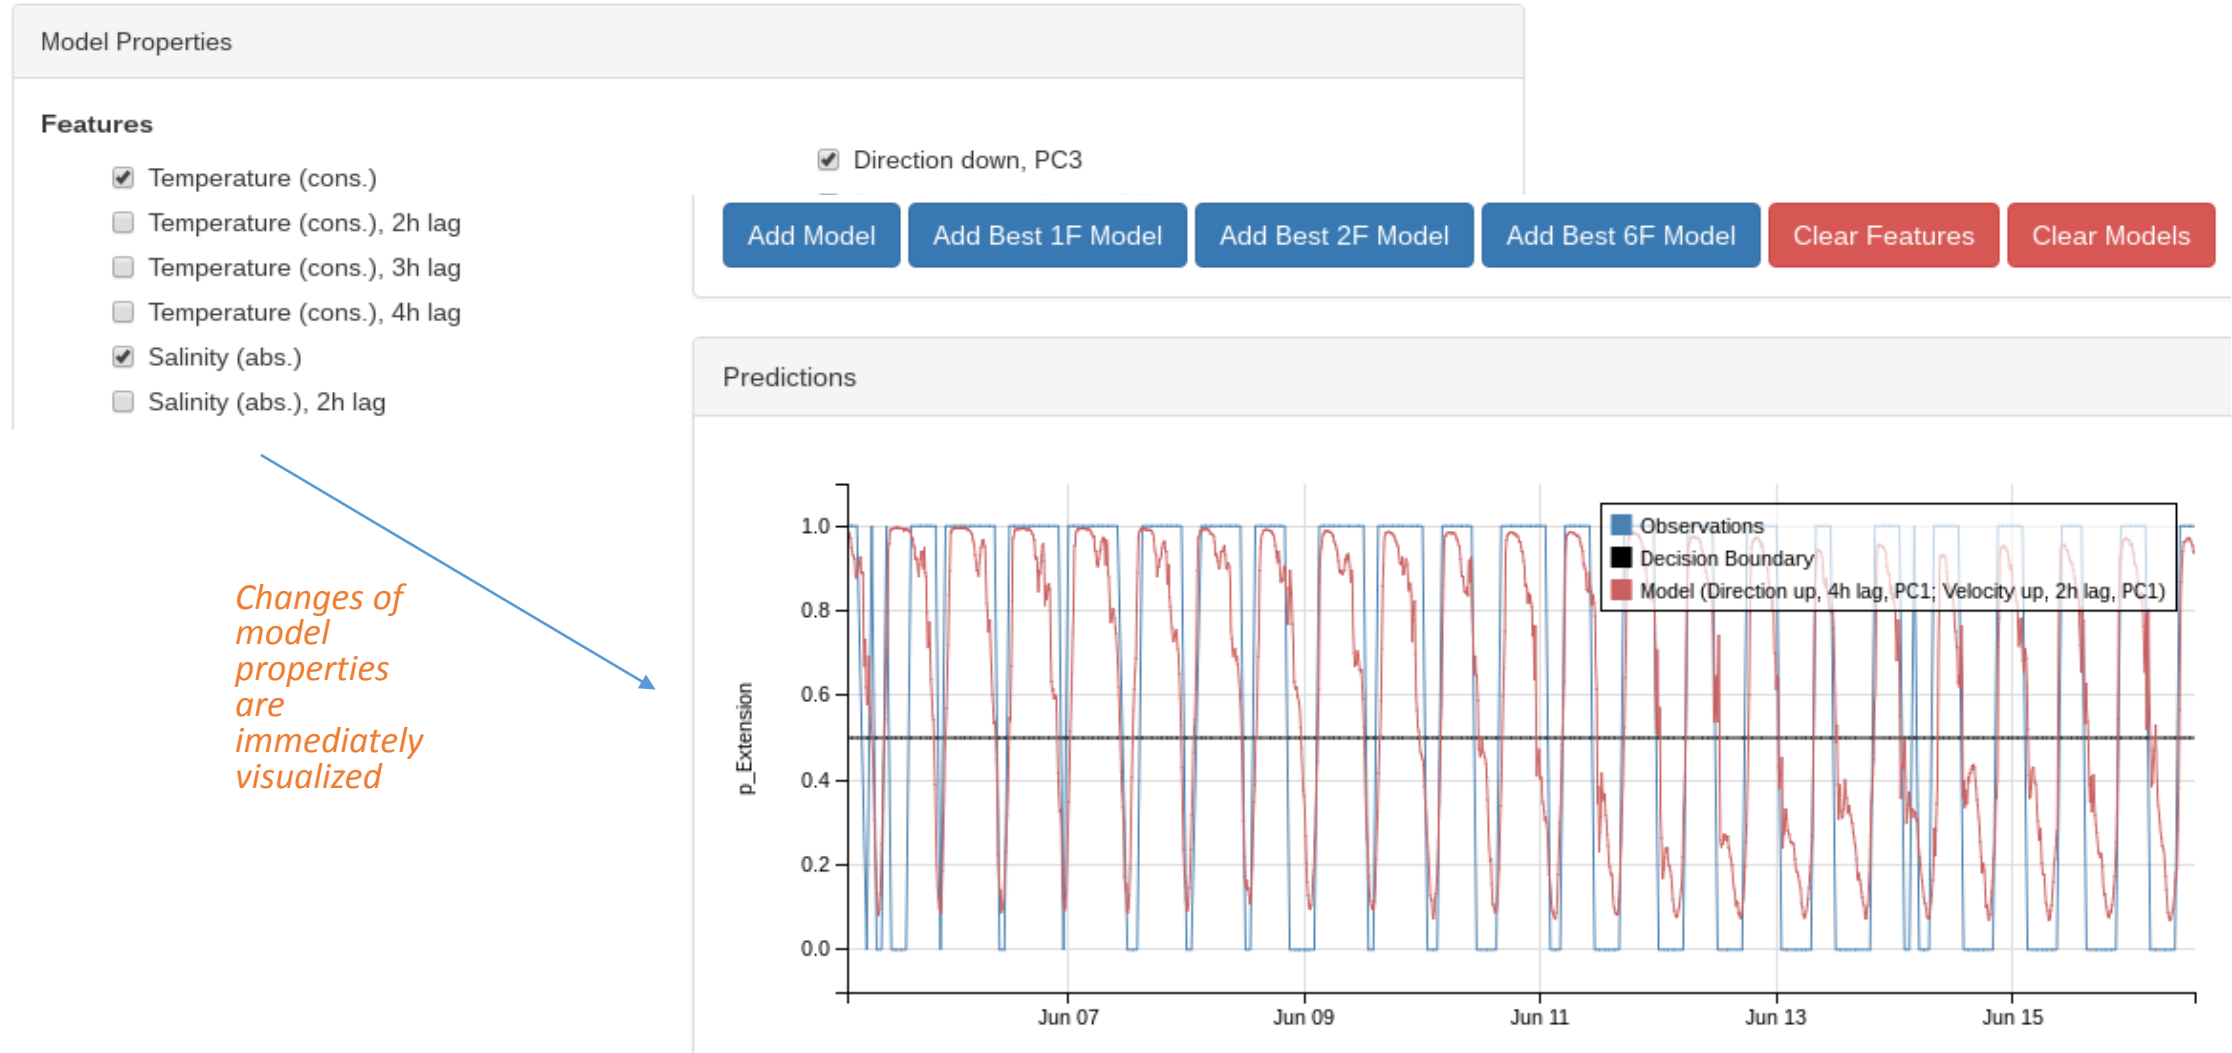 Model Properties
Features
Temperature (cons.)
Temperature (cons.), 2h lag
Temperature (cons.), 3h lag
Temperature (cons.), 4h lag
Salinity (abs.)
Salinity (abs.), 2h lag
Direction down, PC3
Add Model
Add Best 1F Model
Add Best 2F Model
Add Best 6F Model
Clear Features
Clear Models
Changes of
model
properties
are
immediately
visualized
Predictions
Observations
Decision Boundary
Model (Direction up, 4h lag, PC1; Velocity up, 2h lag, PC1)
p_Extension
1.0
0.8
0.6
0.4
0.2
0.0
Jun 07
Jun 09
Jun 11
Jun 13
Jun 15